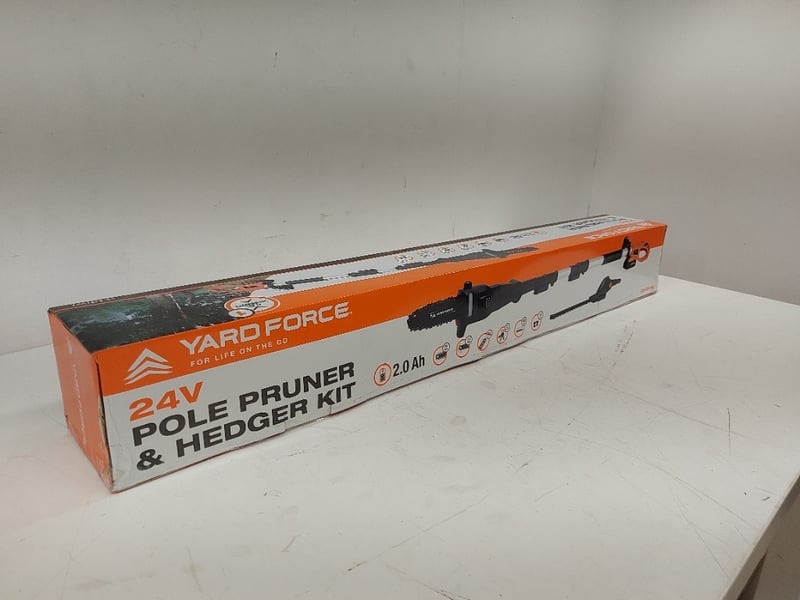 YARD FORCE
FOR LIFE ON THE GO
24V
POLE PRUNER
& HEDGER KIT
2.0 Ah